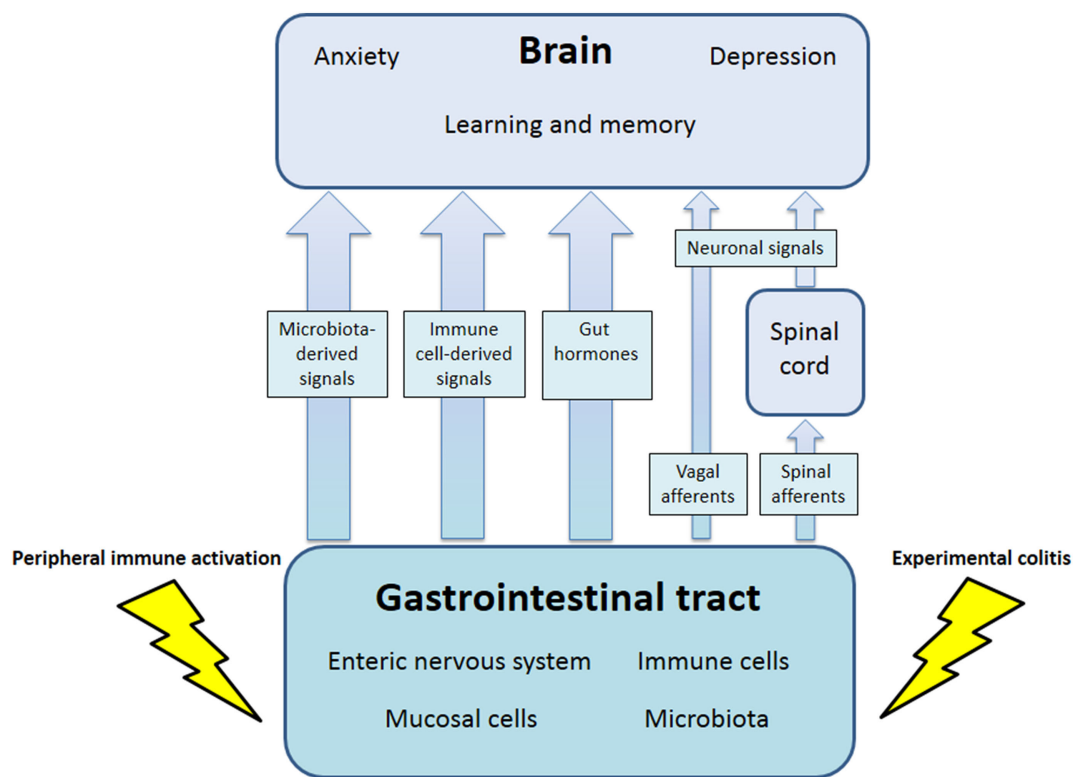 Brain
Anxiety
Depression
Learning and memory
Neuronal signals
Microbiota-
derived
signals
Immune
cell-derived
signals
Gut
hormones
Spinal
cord
Vagal
afferents
Spinal
afferents
Peripheral immune activation
Experimental colitis
Gastrointestinal tract
Enteric nervous system
Immune cells
Mucosal cells
Microbiota